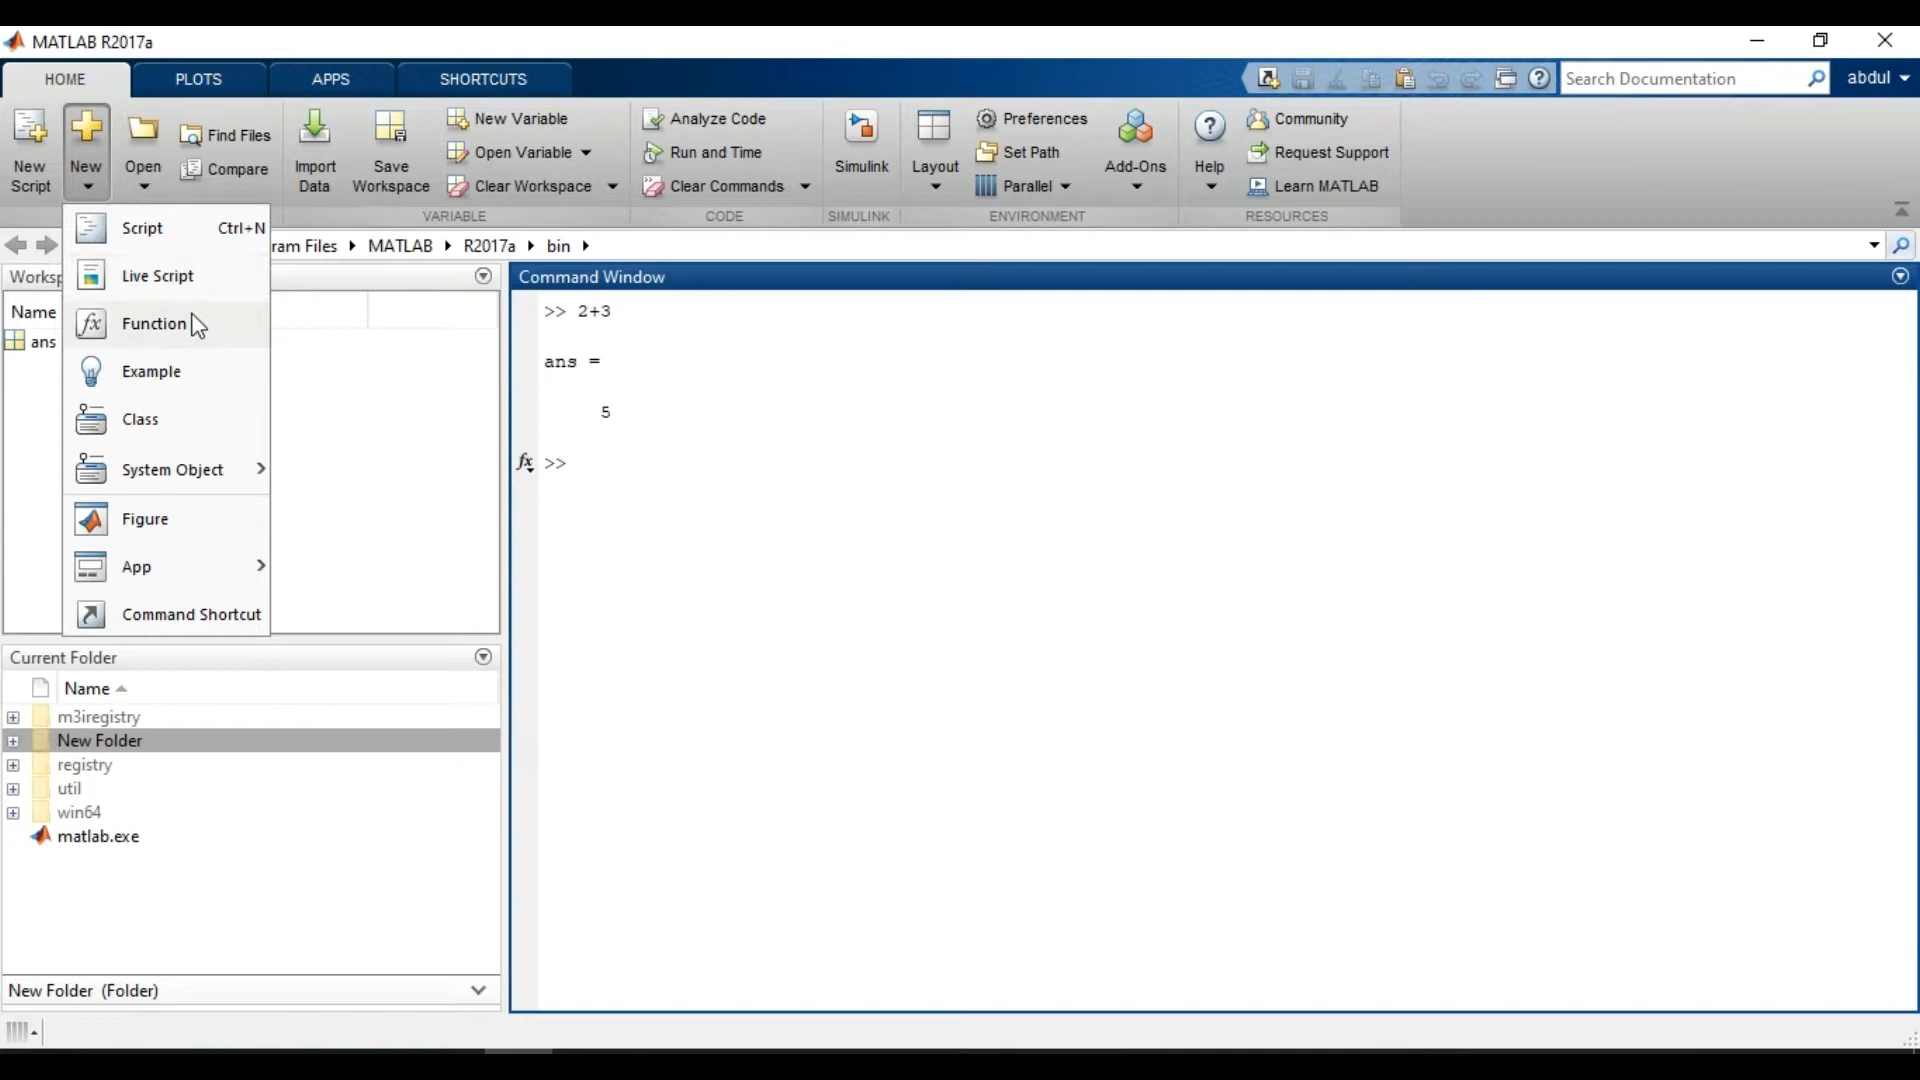 MATLAB R2017a
HOME PLOTS APPS SHORTCUTS
Search Documentation
abdul
New Script
New
Open
Find Files
Compare
Import Data
Save Workspace
New Variable
Open Variable
Clear Workspace
VARIABLE
Analyze Code
Run and Time
Clear Commands
CODE
Simulink
SIMULINK
Layout
Preferences
Set Path
Parallel
Add-Ons
ENVIRONMENT
Help
Community
Request Support
Learn MATLAB
RESOURCES
ram Files MATLAB R2017a bin
Script Ctrl+N
Live Script
fx Function
Example
Class
System Object
Figure
App
Command Shortcut
Worksp
Name
ans
Current Folder
Name
m3iregistry
New Folder
registry
util
win64
matlab.exe
New Folder (Folder)
Command Window
>> 2+3
ans =
5
fx >>